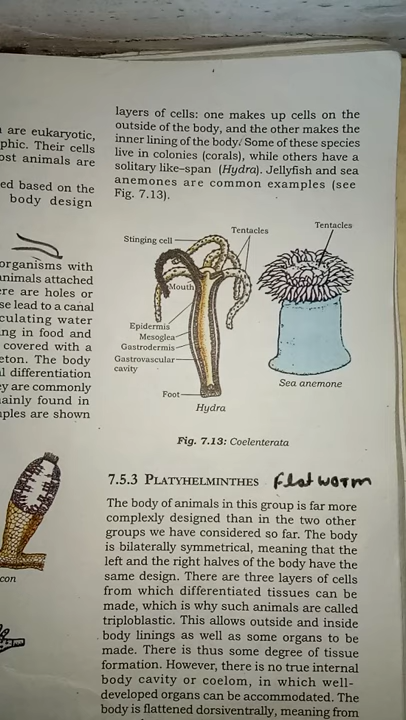 are eukaryotic,
phic. Their cells
ost animals are
ed based on the
body design
organisms with
animals attached
ere are holes or
se lead to a canal
culating water
ng in food and
covered with a
eton. The body
al differentiation
ey are commonly
ainly found in
ples are shown
con
layers of cells: one makes up cells on the
outside of the body, and the other makes the
inner lining of the body. Some of these species
live in colonies (corals), while others have a
solitary like–span (Hydra). Jellyfish and sea
anemones are common examples (see
Fig. 7.13).
Tentacles
Tentacles
Stinging cell
Mouth
Epidermis
Mesoglea
Gastrodermis
Gastrovascular
cavity
Foot
Hydra
Sea anemone
Fig. 7.13: Coelenterata
7.5.3 PLATYHELMINTHES Flatworm
The body of animals in this group is far more
complexly designed than in the two other
groups we have considered so far. The body
is bilaterally symmetrical, meaning that the
left and the right halves of the body have the
same design. There are three layers of cells
from which differentiated tissues can be
made, which is why such animals are called
triploblastic. This allows outside and inside
body linings as well as some organs to be
made. There is thus some degree of tissue
formation. However, there is no true internal
body cavity or coelom, in which well-
developed organs can be accommodated. The
body is flattened dorsiventrally, meaning from